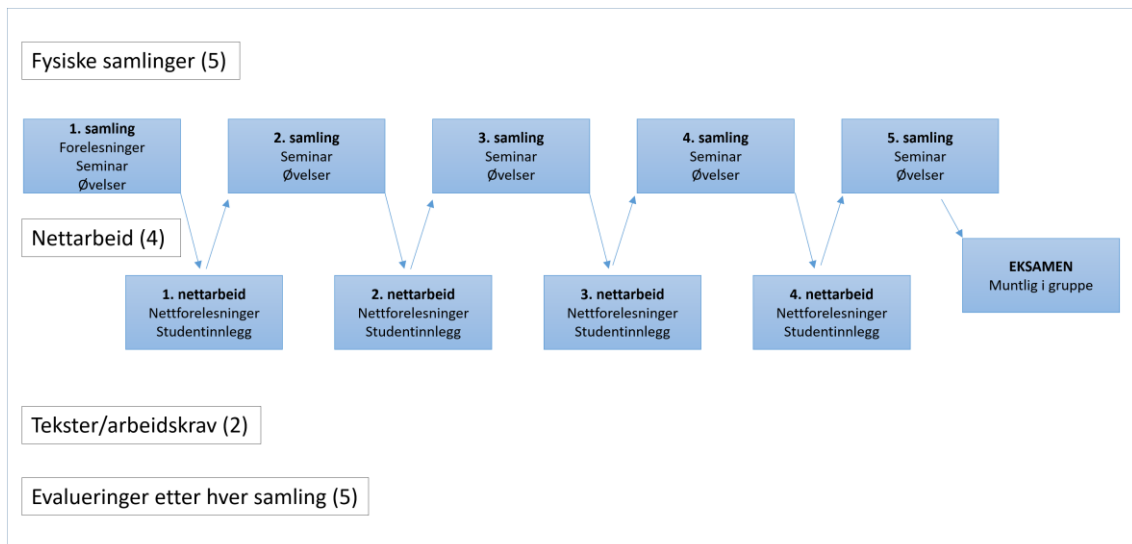 Fysiske samlinger (5)
1. samling
Forelesninger
Seminar
Øvelser
2. samling
Seminar
Øvelser
3. samling
Seminar
Øvelser
4. samling
Seminar
Øvelser
5. samling
Seminar
Øvelser
Nettarbeid (4)
1. nettarbeid
Nettforelesninger
Studentinnlegg
2. nettarbeid
Nettforelesninger
Studentinnlegg
3. nettarbeid
Nettforelesninger
Studentinnlegg
4. nettarbeid
Nettforelesninger
Studentinnlegg
EKSAMEN
Muntlig i gruppe
Tekster/arbeidskrav (2)
Evalueringer etter hver samling (5)